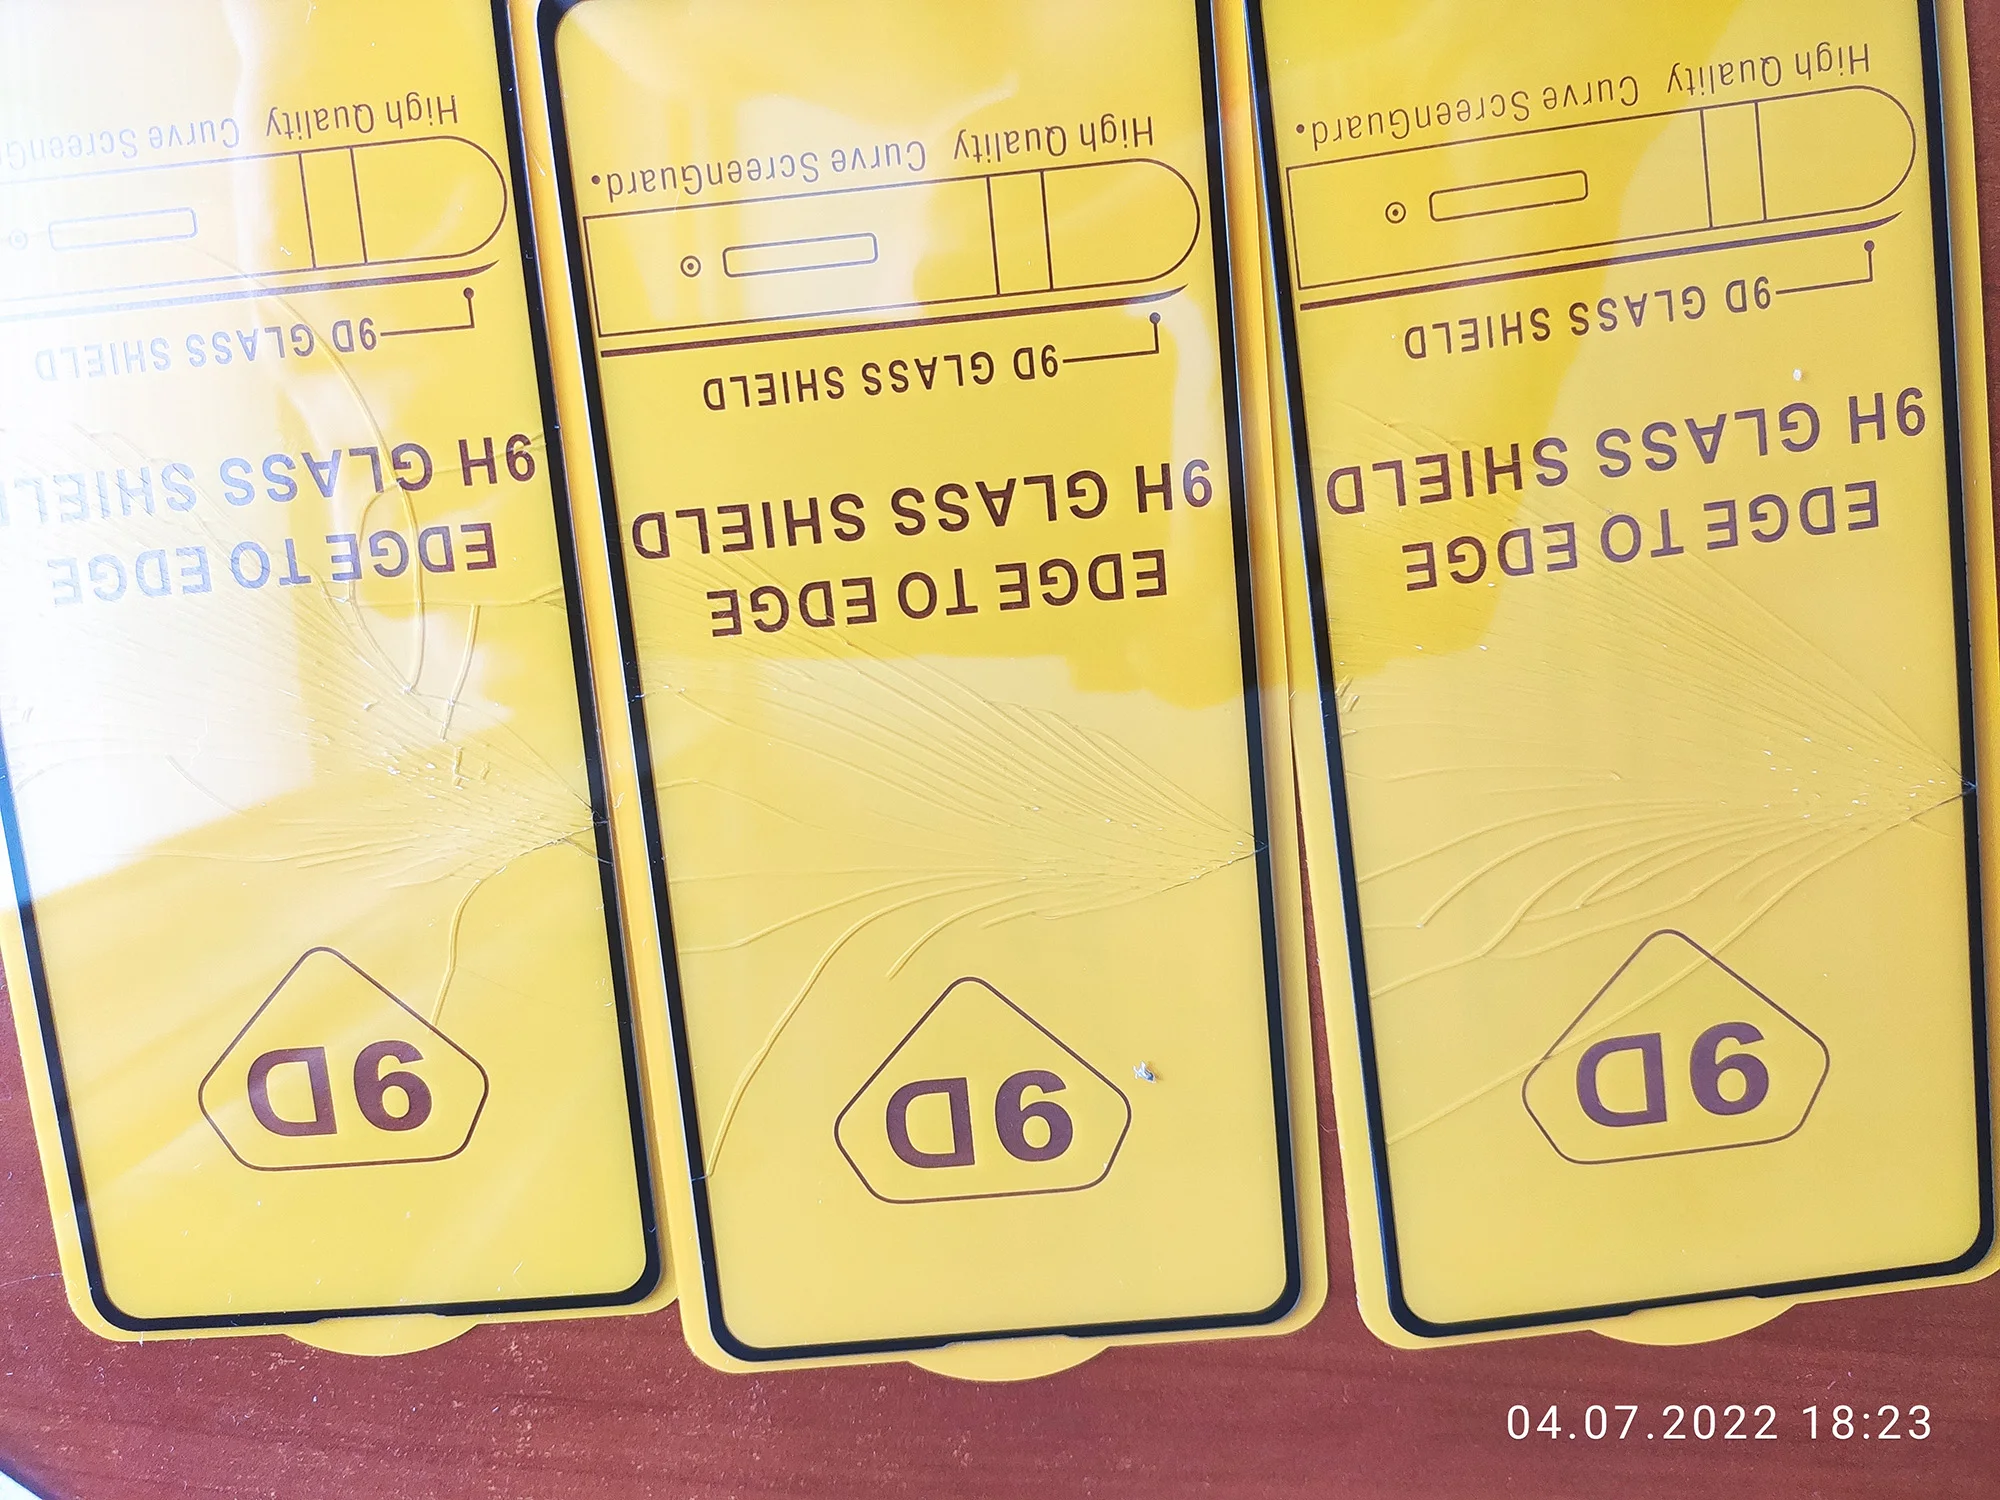 9D
EDGE TO EDGE
9H GLASS SHIELD
9D GLASS SHIELD
High Quality Curve ScreenGuard.
9D
EDGE TO EDGE
9H GLASS SHIELD
9D GLASS SHIELD
High Quality Curve ScreenGuard.
9D
EDGE TO EDGE
9H GLASS SHIELD
9D GLASS SHIELD
High Quality Curve ScreenG
04.07.2022 18:23